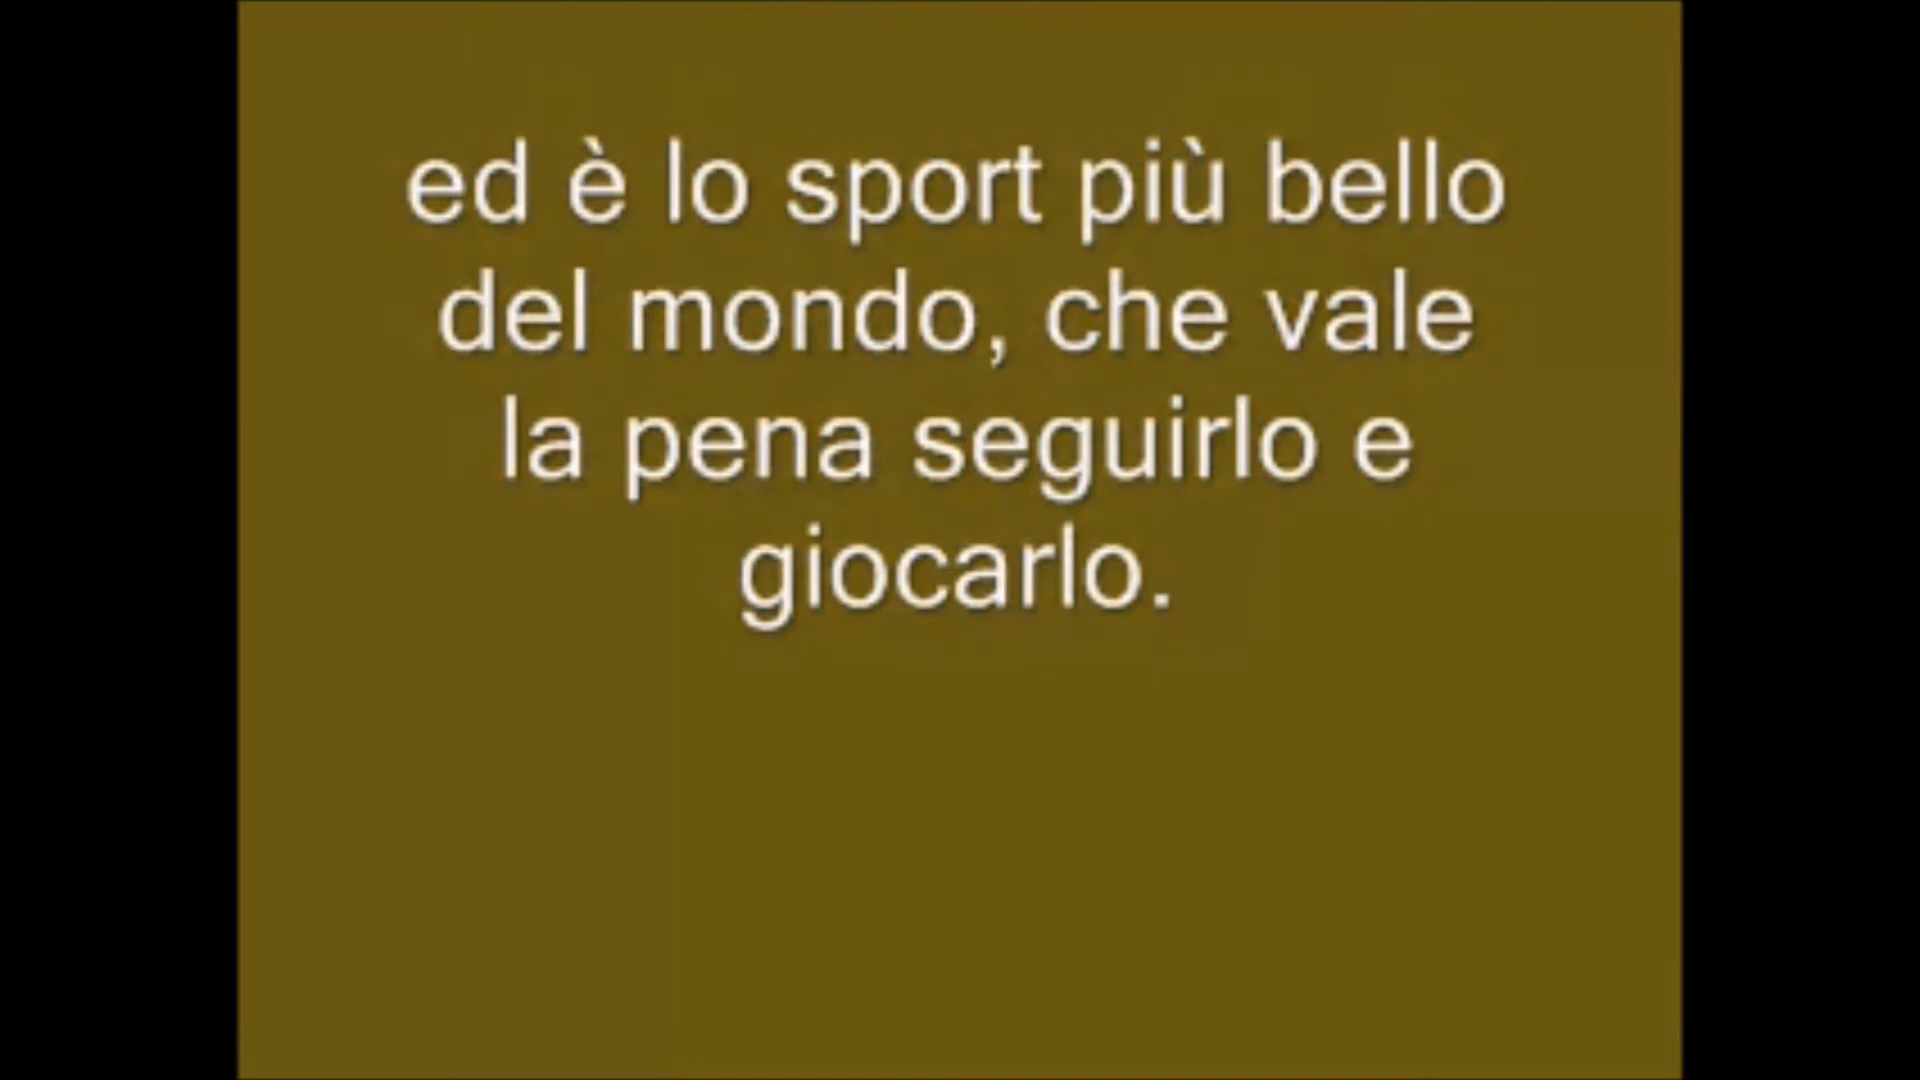 ed è lo sport più bello
del mondo, che vale
la pena seguirlo e
giocarlo.